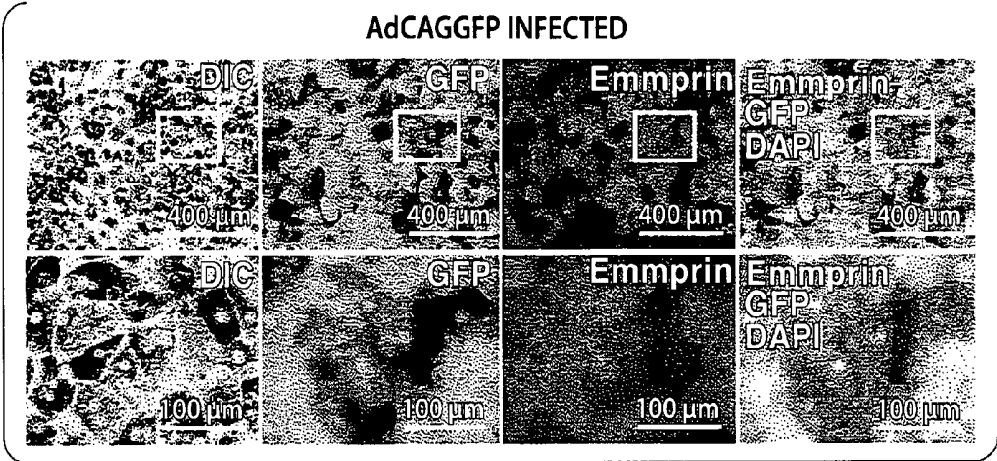 AdCAGGFP INFECTED
DIC
400 µm
GFP
400 µm
Emmprin
400 µm
Emmprin
GFP
DAPI
400 µm
DIC
100 µm
GFP
100 µm
Emmprin
100 µm
Emmprin
GFP
DAPI
100 µm